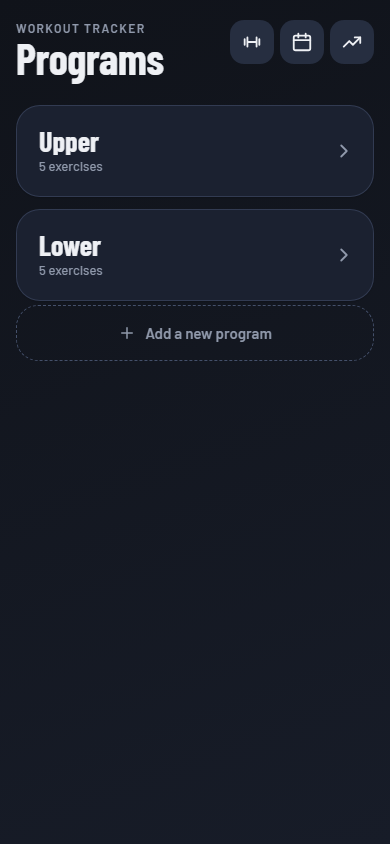 WORKOUT TRACKER
Programs
Upper
5 exercises
Lower
5 exercises
Add a new program